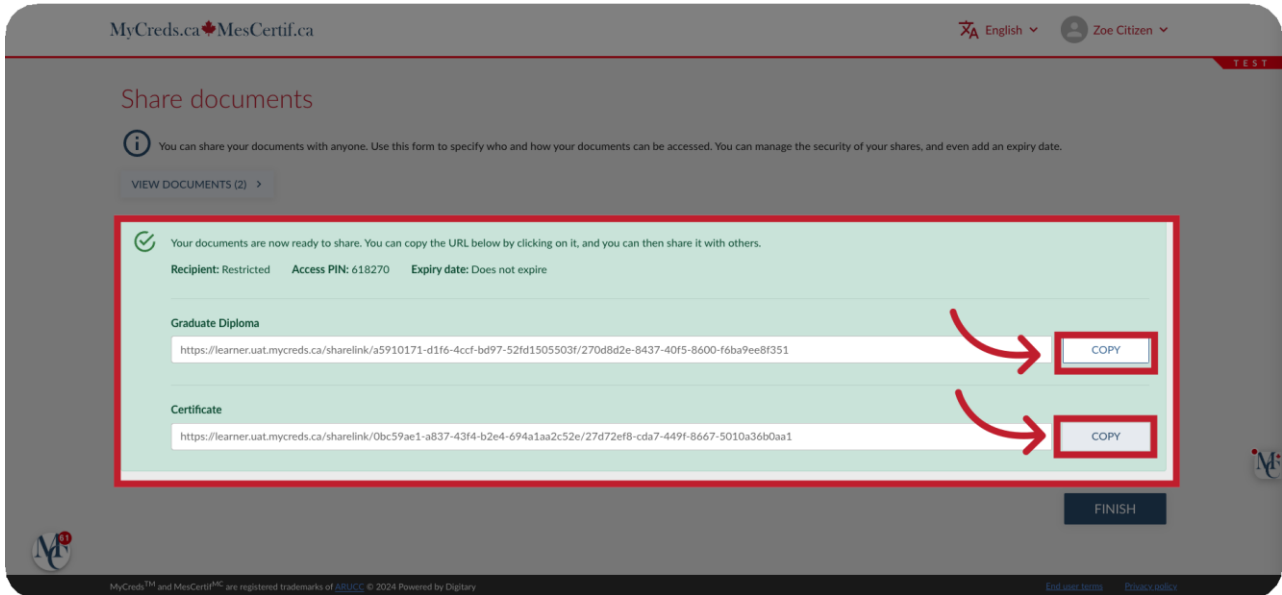 MyCreds.ca MesCertif.ca
English
Zoe Citizen
TEST
Share documents
You can share your documents with anyone. Use this form to specify who and how your documents can be accessed. You can manage the security of your shares, and even add an expiry date.
VIEW DOCUMENTS (2)
Your documents are now ready to share. You can copy the URL below by clicking on it, and you can then share it with others.
Recipient: Restricted Access PIN: 618270 Expiry date: Does not expire
Graduate Diploma
https://learner.uat.mycreds.ca/sharelink/a5910171-d1f6-4ccf-bd97-52fd1505503f/270d8d2e-8437-40f5-8600-f6ba9ee8f351
COPY
Certificate
https://learner.uat.mycreds.ca/sharelink/0bc59ae1-a837-43f4-b2e4-694a1aa2c52e/27d72ef8-cda7-449f-8667-5010a36b0aa1
COPY
FINISH
MyCreds™ and MesCertifᴹᶜ are registered trademarks of ARUCC © 2024 Powered by Digitary
End user terms Privacy policy